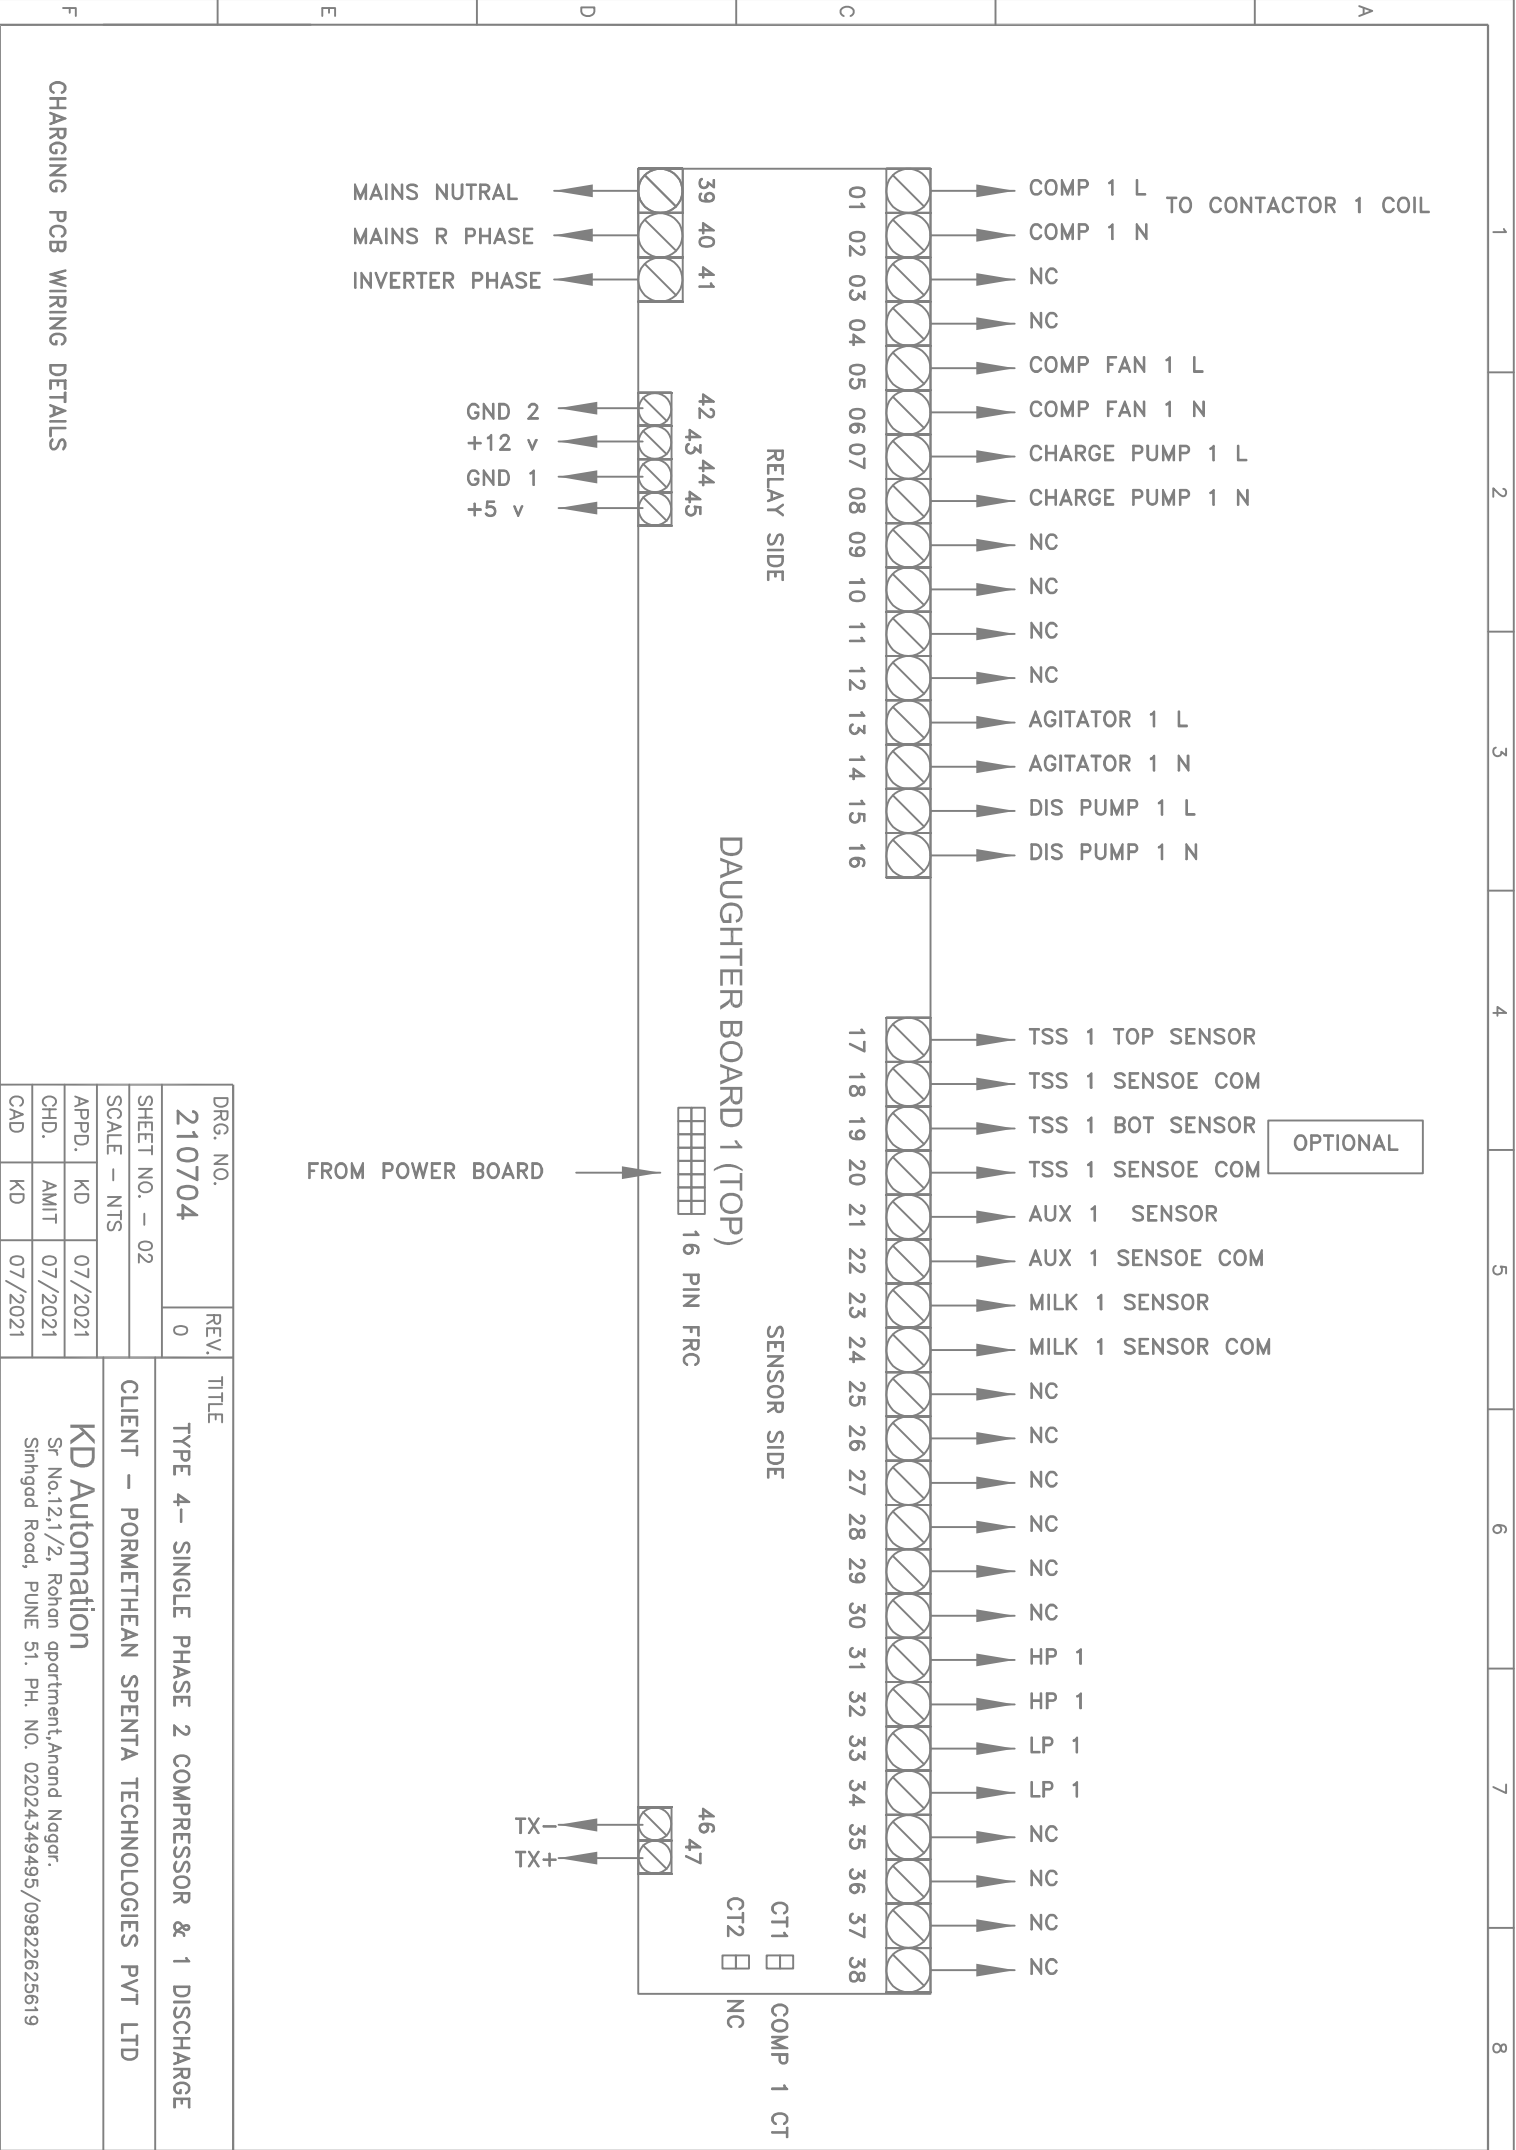 A
C
D
E
F
1
2
3
4
5
6
7
8
COMP 1 L
TO CONTACTOR 1 COIL
COMP 1 N
NC
NC
COMP FAN 1 L
COMP FAN 1 N
CHARGE PUMP 1 L
CHARGE PUMP 1 N
NC
NC
NC
NC
AGITATOR 1 L
AGITATOR 1 N
DIS PUMP 1 L
DIS PUMP 1 N
TSS 1 TOP SENSOR
TSS 1 SENSOE COM
TSS 1 BOT SENSOR
TSS 1 SENSOE COM
OPTIONAL
AUX 1 SENSOR
AUX 1 SENSOE COM
MILK 1 SENSOR
MILK 1 SENSOR COM
NC
NC
NC
NC
NC
NC
HP 1
HP 1
LP 1
LP 1
NC
NC
NC
NC
01 02 03 04 05 06 07 08 09 10 11 12 13 14 15 16
17 18 19 20 21 22 23 24 25 26 27 28 29 30 31 32 33 34 35 36 37 38
RELAY SIDE
SENSOR SIDE
CT1
COMP 1 CT
CT2
NC
DAUGHTER BOARD 1 (TOP)
16 PIN FRC
39 40 41
42 43 44 45
46 47
MAINS NUTRAL
MAINS R PHASE
INVERTER PHASE
GND 2
+12 v
GND 1
+5 v
FROM POWER BOARD
TX-
TX+
CHARGING PCB WIRING DETAILS
DRG. NO.
210704
REV.
0
SHEET NO. - 02
SCALE - NTS
APPD. KD 07/2021
CHD. AMIT 07/2021
CAD KD 07/2021
TITLE
TYPE 4- SINGLE PHASE 2 COMPRESSOR & 1 DISCHARGE
CLIENT - PORMETHEAN SPENTA TECHNOLOGIES PVT LTD
KD Automation
Sr No.12,1/2, Rohan apartment,Anand Nagar.
Sinhgad Road, PUNE 51. PH. NO. 02024349495/09822625619